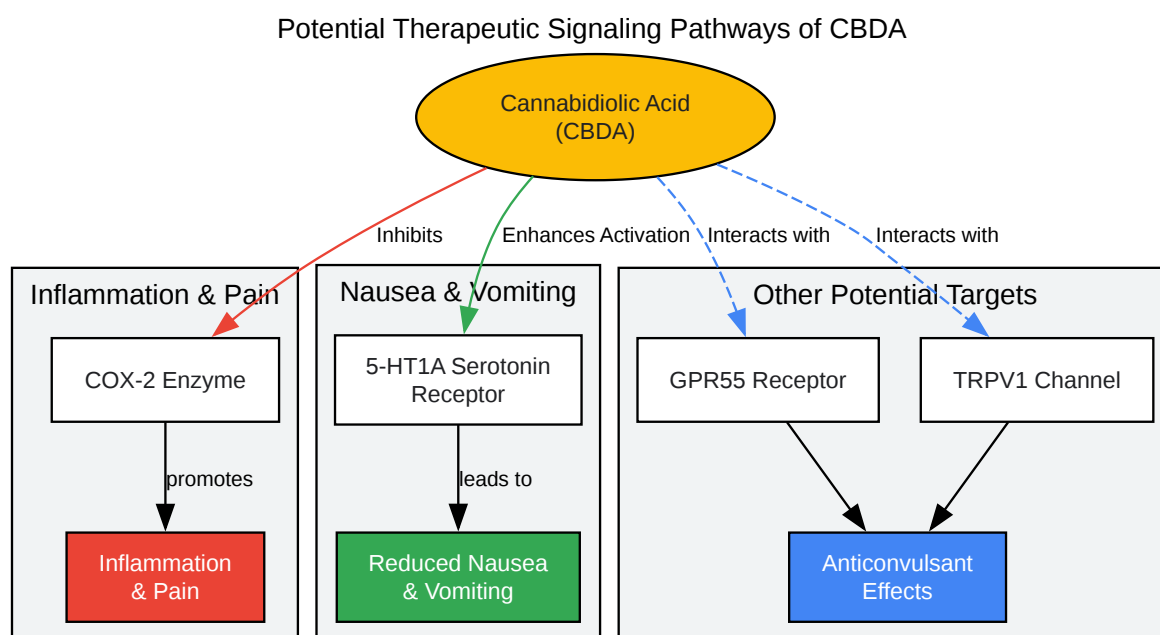 Potential Therapeutic Signaling Pathways of CBDA
Cannabidiolic Acid
(CBDA)
Inhibits
Enhances Activation
Interacts with
Interacts with
Inflammation & Pain
Nausea & Vomiting
Other Potential Targets
COX-2 Enzyme
5-HT1A Serotonin
Receptor
GPR55 Receptor
TRPV1 Channel
promotes
leads to
Inflammation
& Pain
Reduced Nausea
& Vomiting
Anticonvulsant
Effects